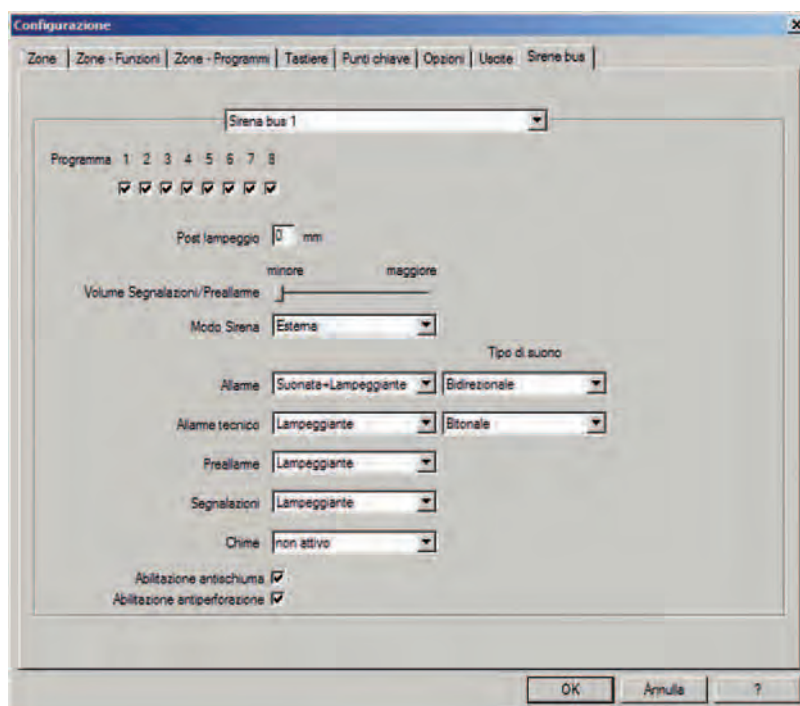 Configurazione
Zone Zone - Funzioni Zone - Programmi Tastiere Punti chiave Opzioni Uscite Sirene bus
Sirena bus 1
Programma 1 2 3 4 5 6 7 8
Post lampeggio 0 mm
minore maggiore
Volume Segnalazioni/Preallarme
Modo Sirena Esterna
Tipo di suono
Allarme Suonata+Lampeggiante Bidirezionale
Allarme tecnico Lampeggiante Bitonale
Preallarme Lampeggiante
Segnalazioni Lampeggiante
Chime non attivo
Abilitazione antischiuma
Abilitazione antiperforazione
OK Annulla ?